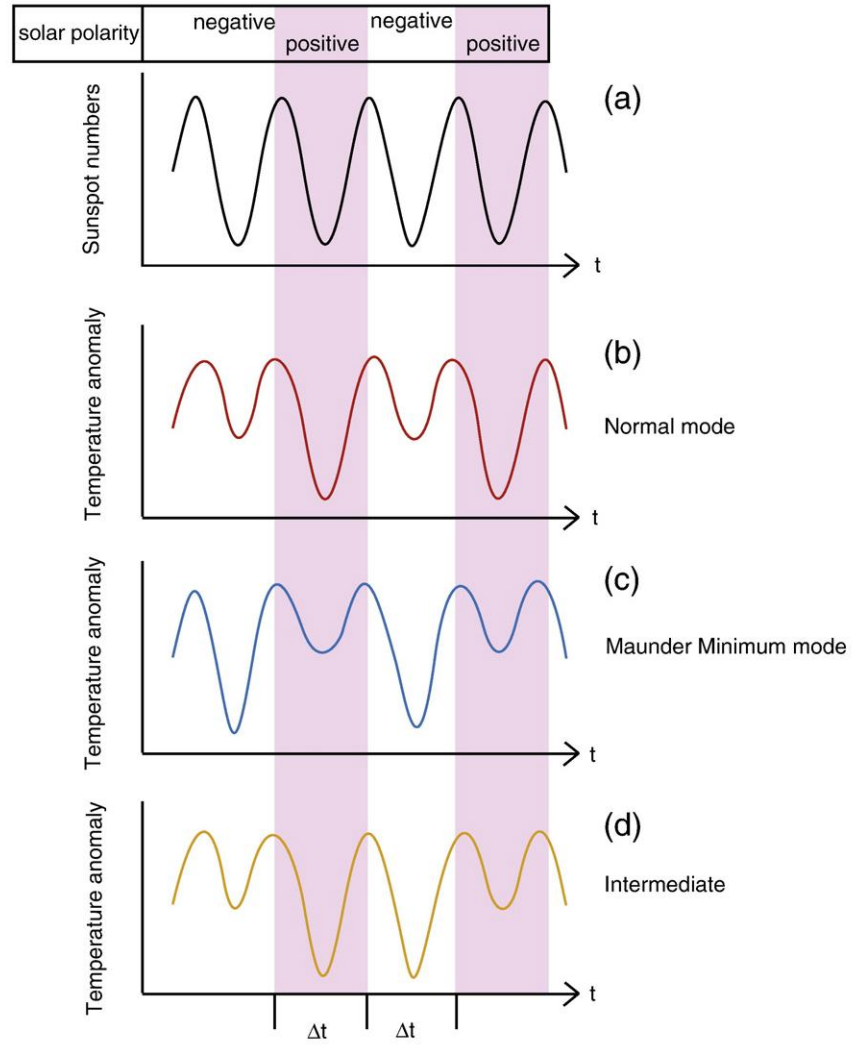 solar polarity
negative
positive
negative
positive
(a)
Sunspot numbers
t
(b)
Temperature anomaly
Normal mode
t
(c)
Temperature anomaly
Maunder Minimum mode
t
(d)
Temperature anomaly
Intermediate
t
Δt
Δt